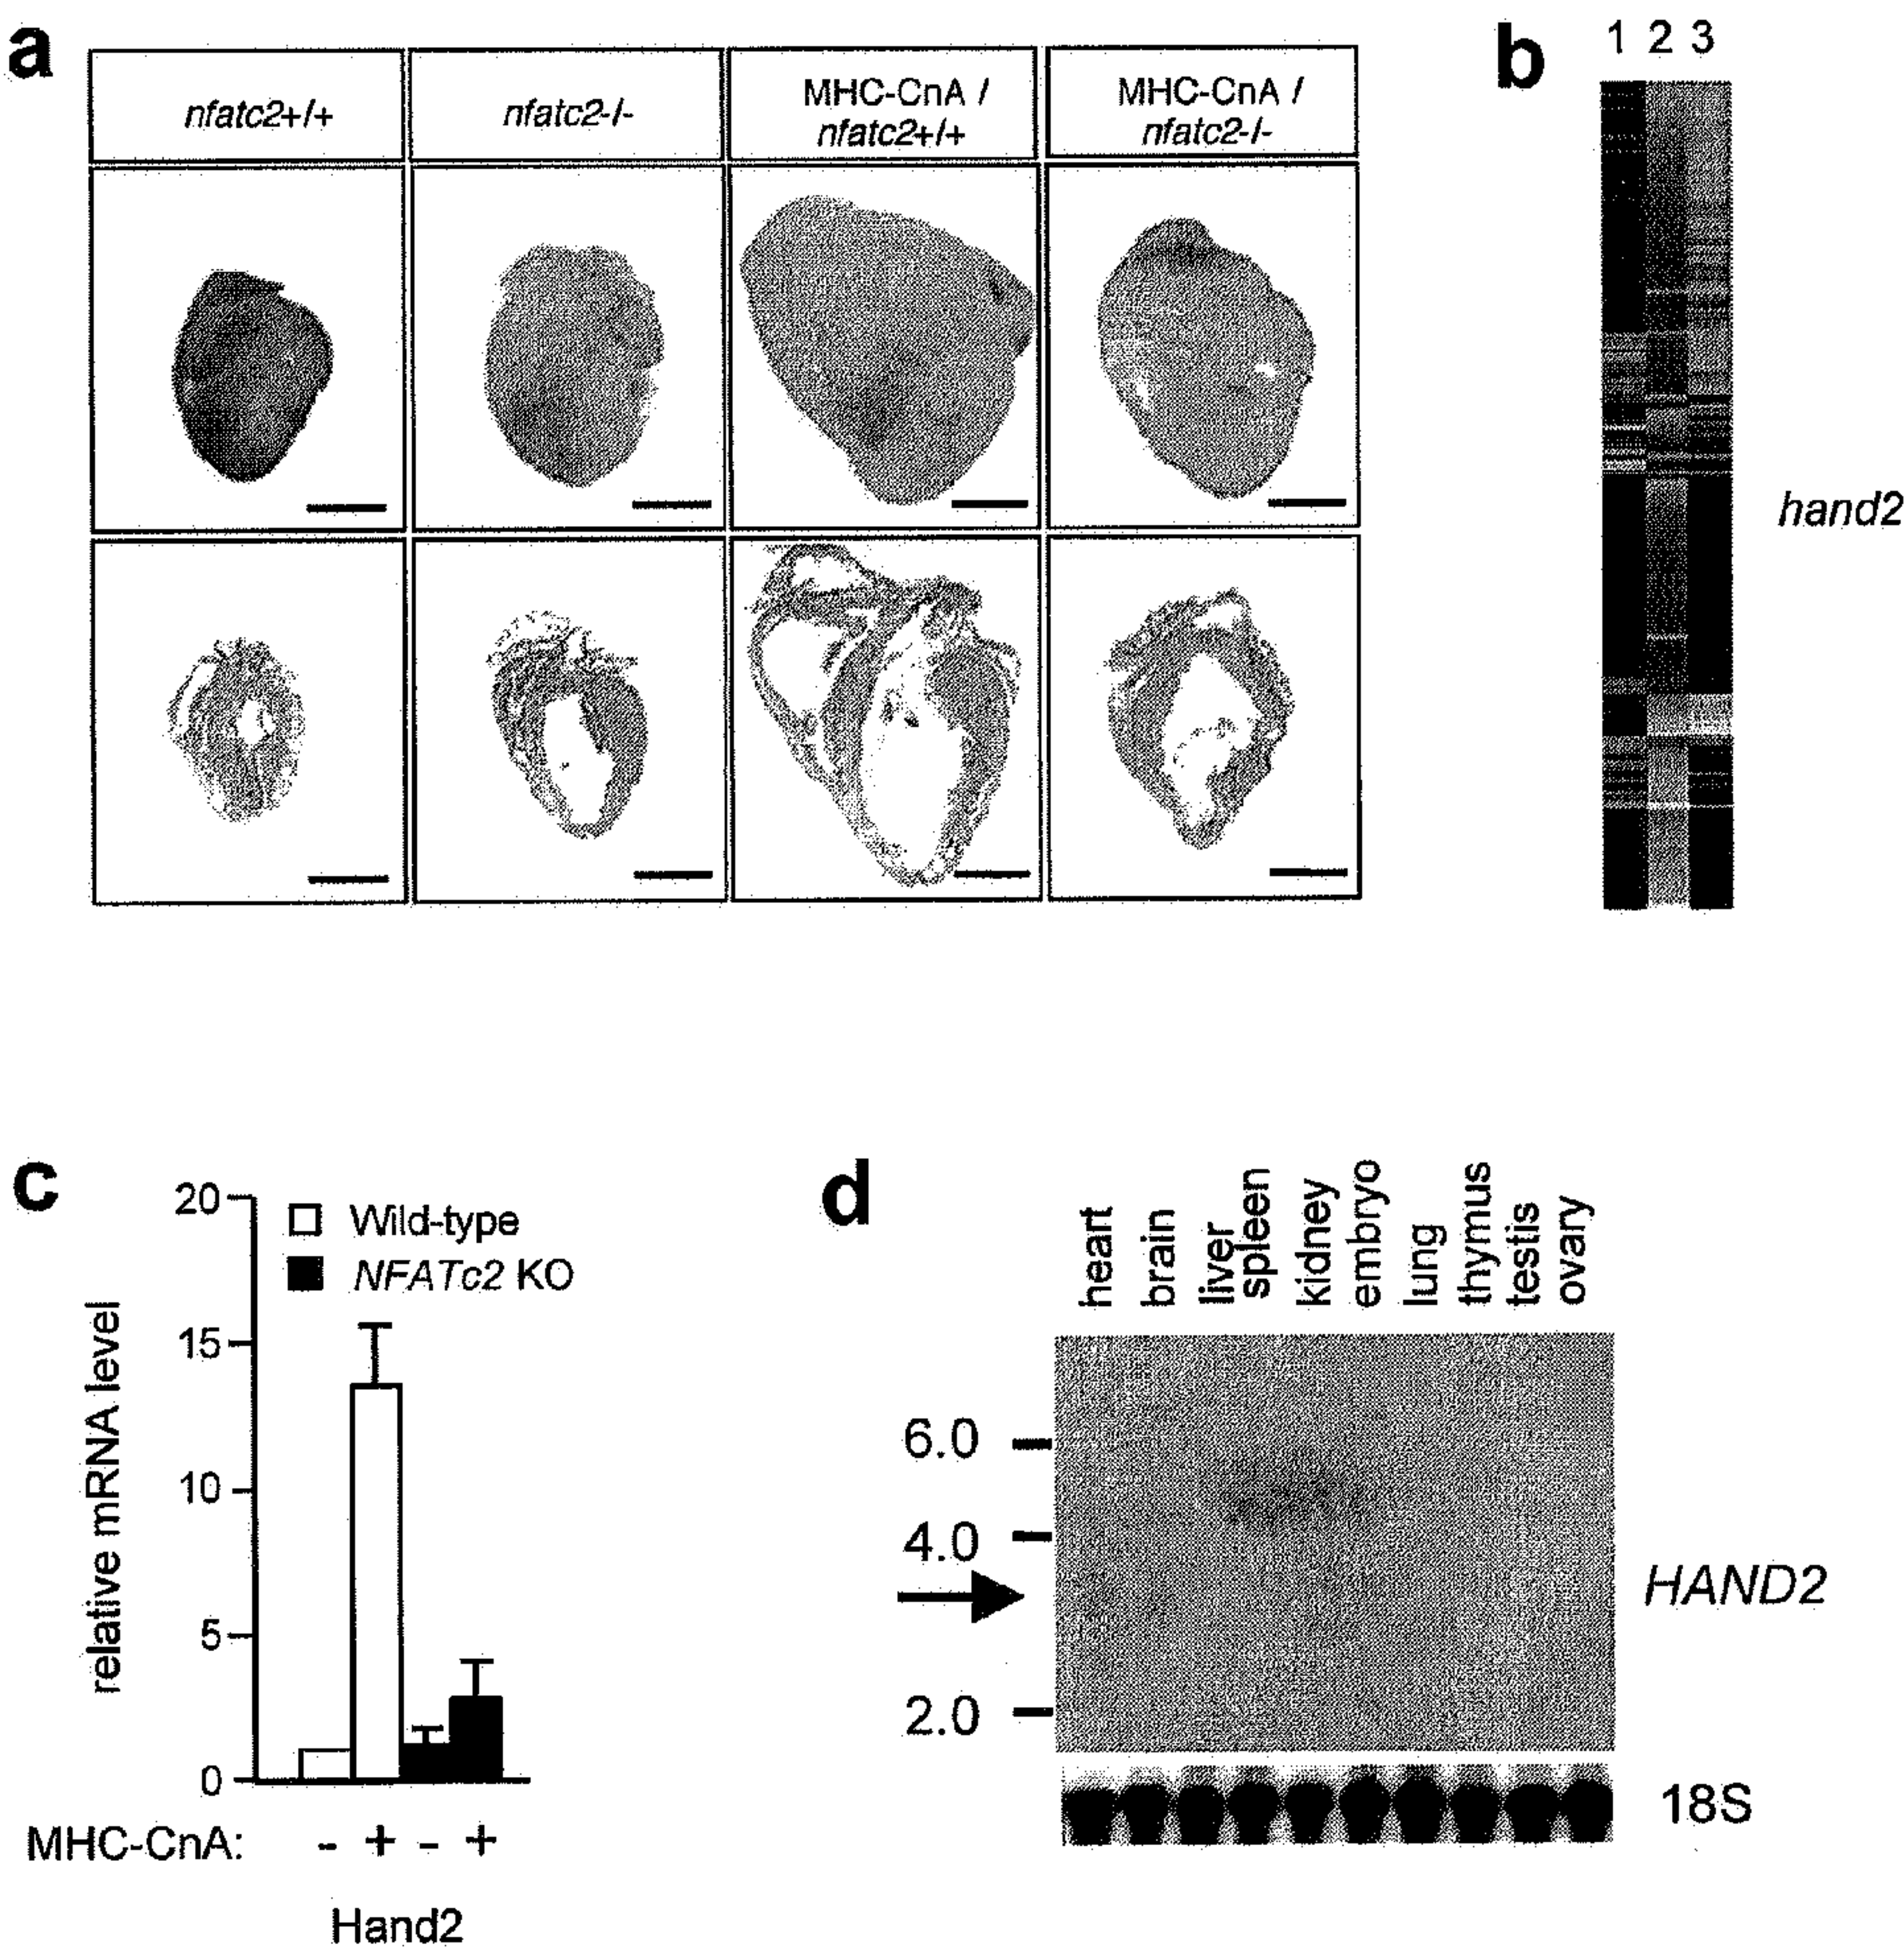 a
nfatc2+/+
nfatc2-/-
MHC-CnA /
nfatc2+/+
MHC-CnA /
nfatc2-/-
b
1 2 3
hand2
c
20
15
10
5
0
relative mRNA level
Wild-type
NFATc2 KO
MHC-CnA: - + - +
Hand2
d
heart
brain
liver
spleen
kidney
embryo
lung
thymus
testis
ovary
6.0
4.0
2.0
HAND2
18S